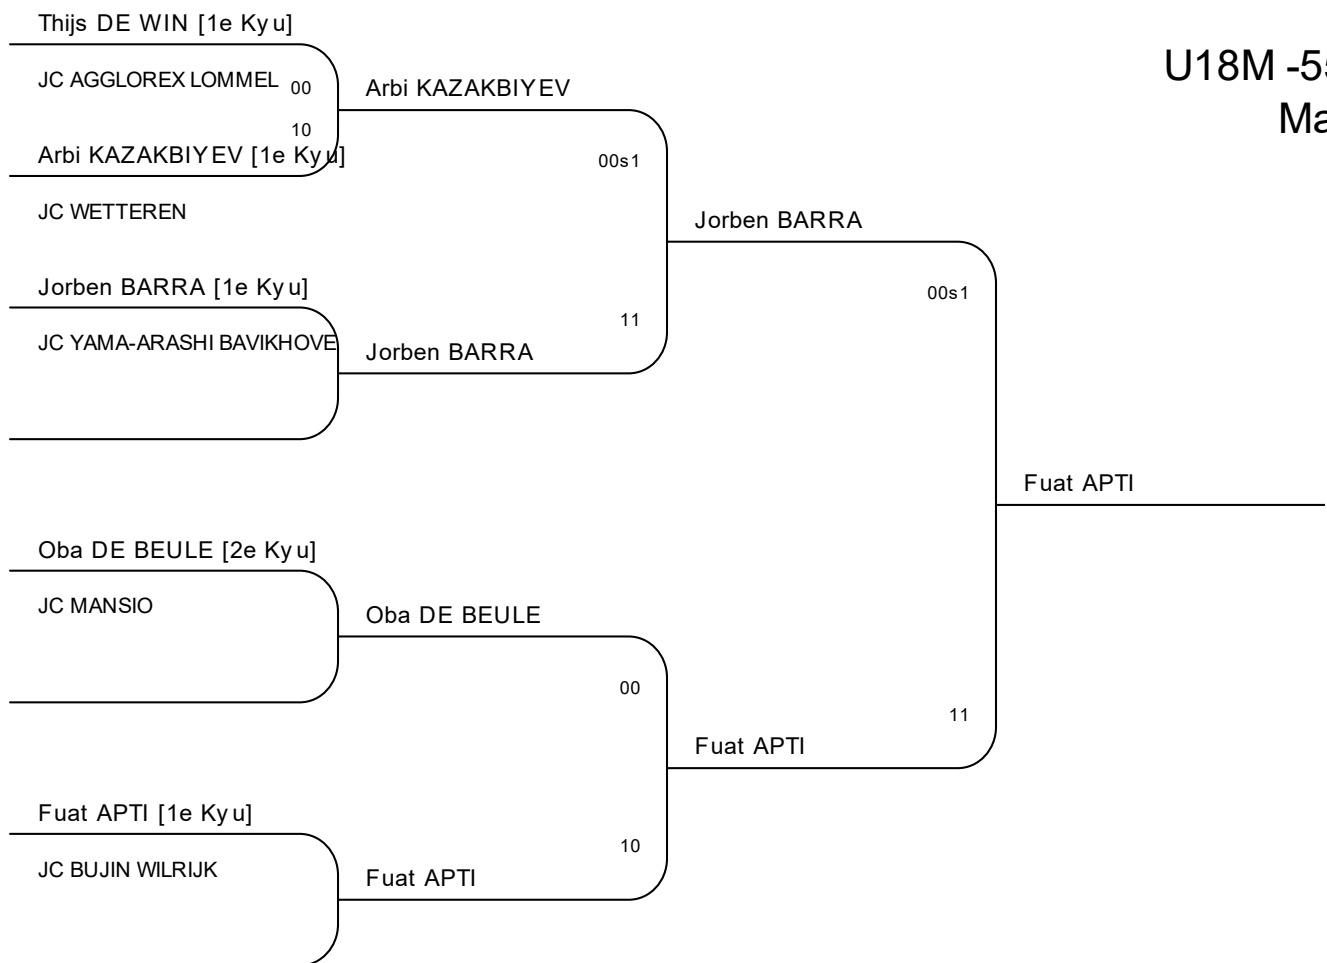 Thijs DE WIN [1e Kyu]
JC AGGLOREX LOMMEL
00
10
Arbi KAZAKBIYEV [1e Kyu]
JC WETTEREN
Jorben BARRA [1e Kyu]
JC YAMA-ARASHI BAVIKHOVE
Oba DE BEULE [2e Kyu]
JC MANSIO
Fuat APTI [1e Kyu]
JC BUJIN WILRIJK
Arbi KAZAKBIYEV
00s1
11
Jorben BARRA
Oba DE BEULE
00
10
Fuat APTI
Jorben BARRA
00s1
11
Fuat APTI
Fuat APTI
U18M